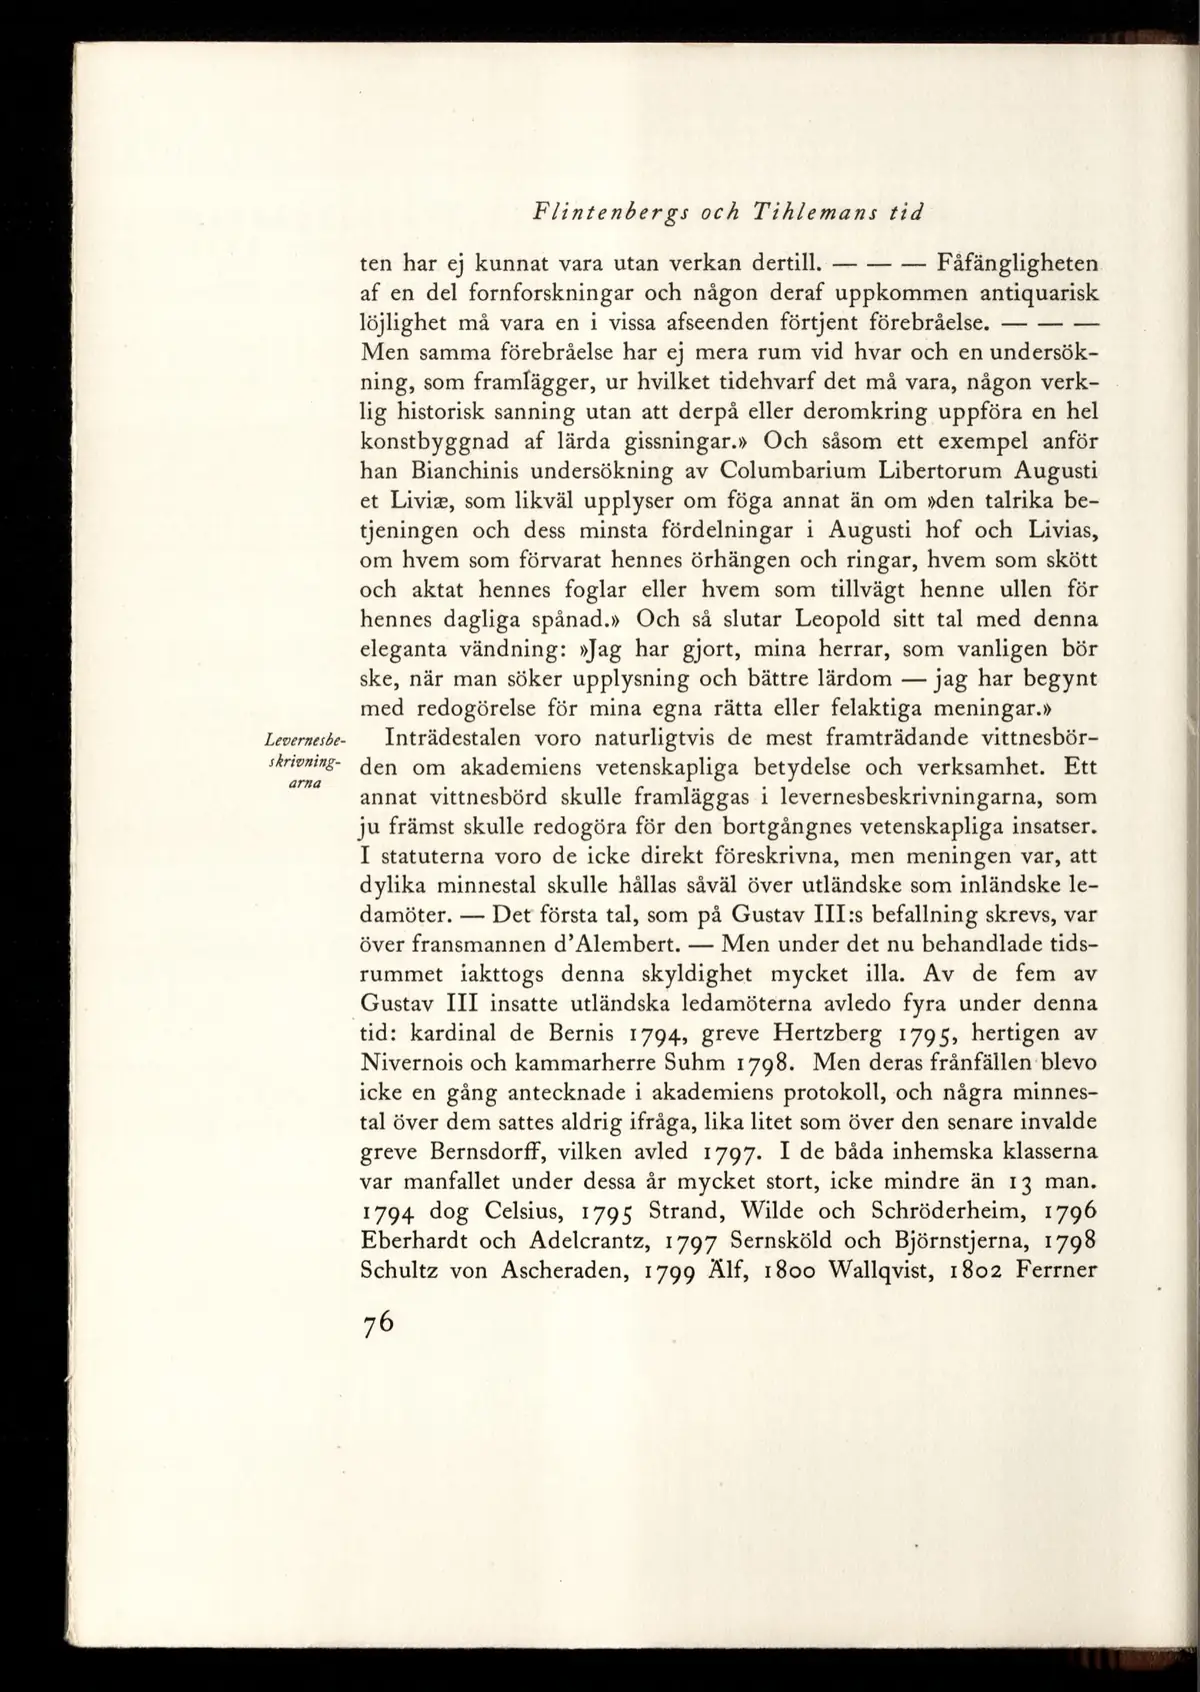 Flintenbergs och Tihlemans tid
ten har ej kunnat vara utan verkan dertill. — — — Fåfängligheten
af en del fornforskningar och någon deraf uppkommen antiquarisk
löjlighet må vara en i vissa afseenden förtjent förebråelse. — — —
Men samma förebråelse har ej mera rum vid hvar och en undersök-
ning, som framlägger, ur hvilket tidehvarf det må vara, någon verk-
lig historisk sanning utan att derpå eller deromkring uppföra en hel
konstbyggnad af lärda gissningar.» Och såsom ett exempel anför
han Bianchinis undersökning av Columbarium Libertorum Augusti
et Liviæ, som likväl upplyser om föga annat än om »den talrika be-
tjeningen och dess minsta fördelningar i Augusti hof och Livias,
om hvem som förvarat hennes örhängen och ringar, hvem som skött
och aktat hennes foglar eller hvem som tillvägt henne ullen för
hennes dagliga spånad.» Och så slutar Leopold sitt tal med denna
eleganta vändning: »Jag har gjort, mina herrar, som vanligen bör
ske, när man söker upplysning och bättre lärdom — jag har begynt
med redogörelse för mina egna rätta eller felaktiga meningar.»
Levernesbe-
skrivning-
arna
Inträdestalen voro naturligtvis de mest framträdande vittnesbör-
den om akademiens vetenskapliga betydelse och verksamhet. Ett
annat vittnesbörd skulle framläggas i levernesbeskrivningarna, som
ju främst skulle redogöra för den bortgångnes vetenskapliga insatser.
I statuterna voro de icke direkt föreskrivna, men meningen var, att
dylika minnestal skulle hållas såväl över utländske som inländske le-
damöter. — Det första tal, som på Gustav III:s befallning skrevs, var
över fransmannen d'Alembert. — Men under det nu behandlade tids-
rummet iakttogs denna skyldighet mycket illa. Av de fem av
Gustav III insatte utländska ledamöterna avledo fyra under denna
tid: kardinal de Bernis 1794, greve Hertzberg 1795, hertigen av
Nivernois och kammarherre Suhm 1798. Men deras frånfällen blevo
icke en gång antecknade i akademiens protokoll, och några minnes-
tal över dem sattes aldrig ifråga, lika litet som över den senare invalde
greve Bernsdorff, vilken avled 1797. I de båda inhemska klasserna
var manfallet under dessa år mycket stort, icke mindre än 13 man.
1794 dog Celsius, 1795 Strand, Wilde och Schröderheim, 1796
Eberhardt och Adelcrantz, 1797 Sernsköld och Björnstjerna, 1798
Schultz von Ascheraden, 1799 Älf, 1800 Wallqvist, 1802 Ferrner
76